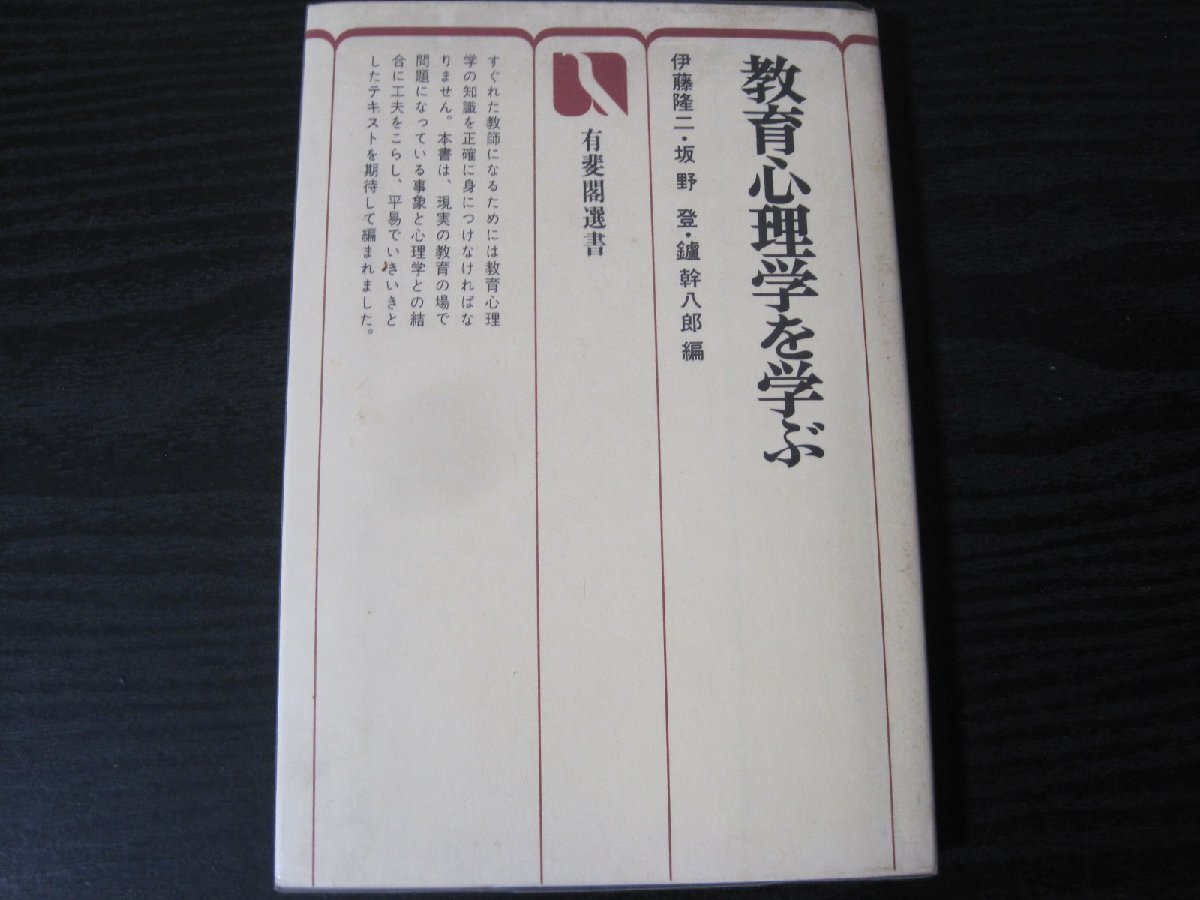 教育心理学を学ぶ
伊藤隆二・坂野 登・鑪幹八郎 編
有斐閣選書
すぐれた教師になるためには教育心理
学の知識を正確に身につけなければな
りません。本書は、現実の教育の場で
問題になっている事象と心理学との結
合に工夫をこらし、平易でいきいきと
したテキストを期待して編まれました。